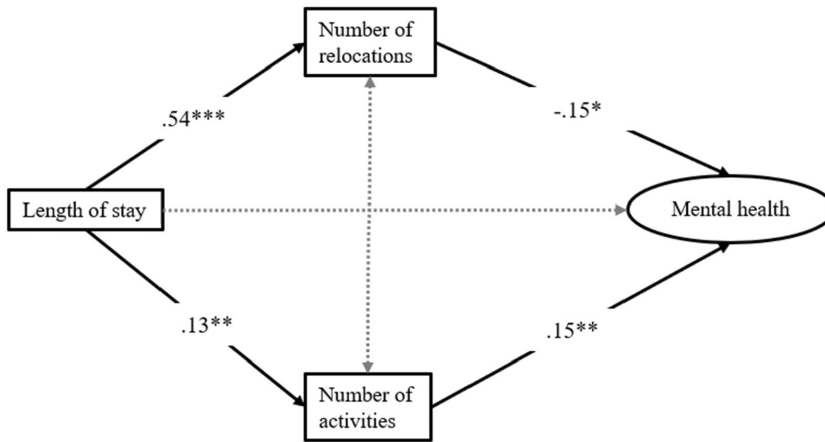 Number of
relocations
.54***
-.15*
Length of stay
Mental health
.13**
.15**
Number of
activities